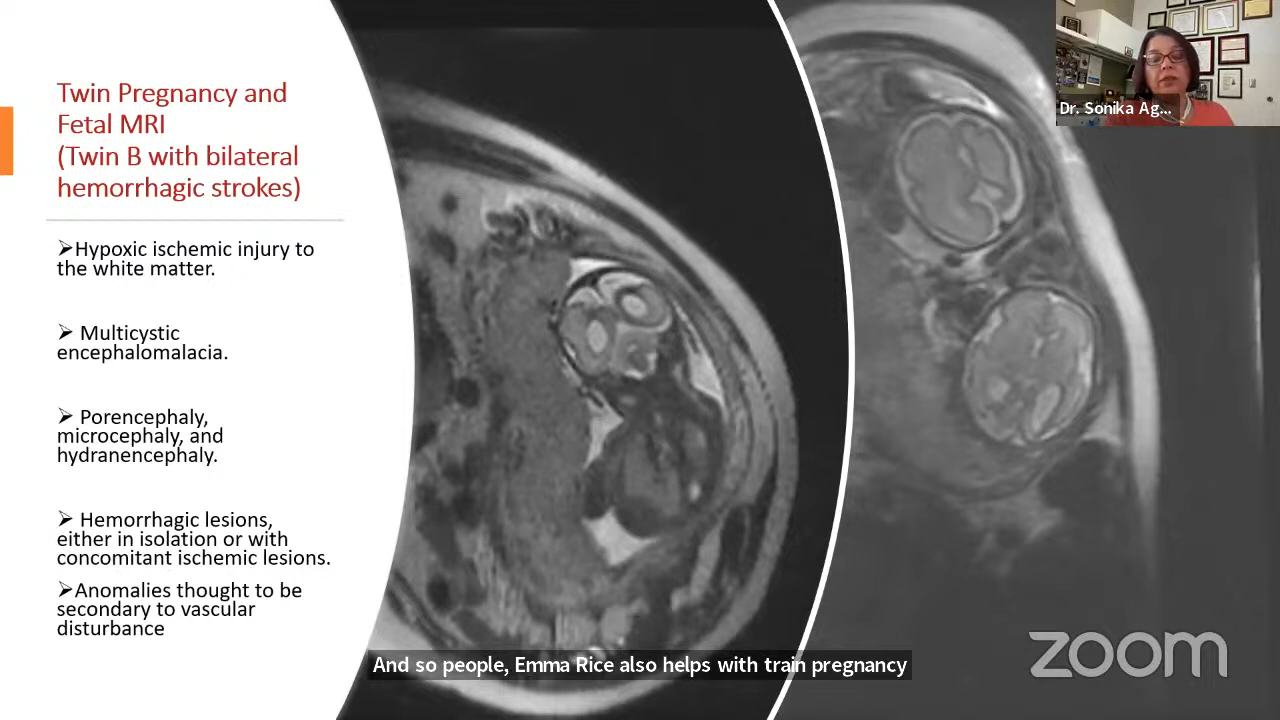 Twin Pregnancy and
Fetal MRI
(Twin B with bilateral
hemorrhagic strokes)
➢Hypoxic ischemic injury to
the white matter.
➢ Multicystic
encephalomalacia.
➢ Porencephaly,
microcephaly, and
hydranencephaly.
➢ Hemorrhagic lesions,
either in isolation or with
concomitant ischemic lesions.
➢Anomalies thought to be
secondary to vascular
disturbance
Dr. Sonika Ag...
And so people, Emma Rice also helps with train pregnancy
zoom